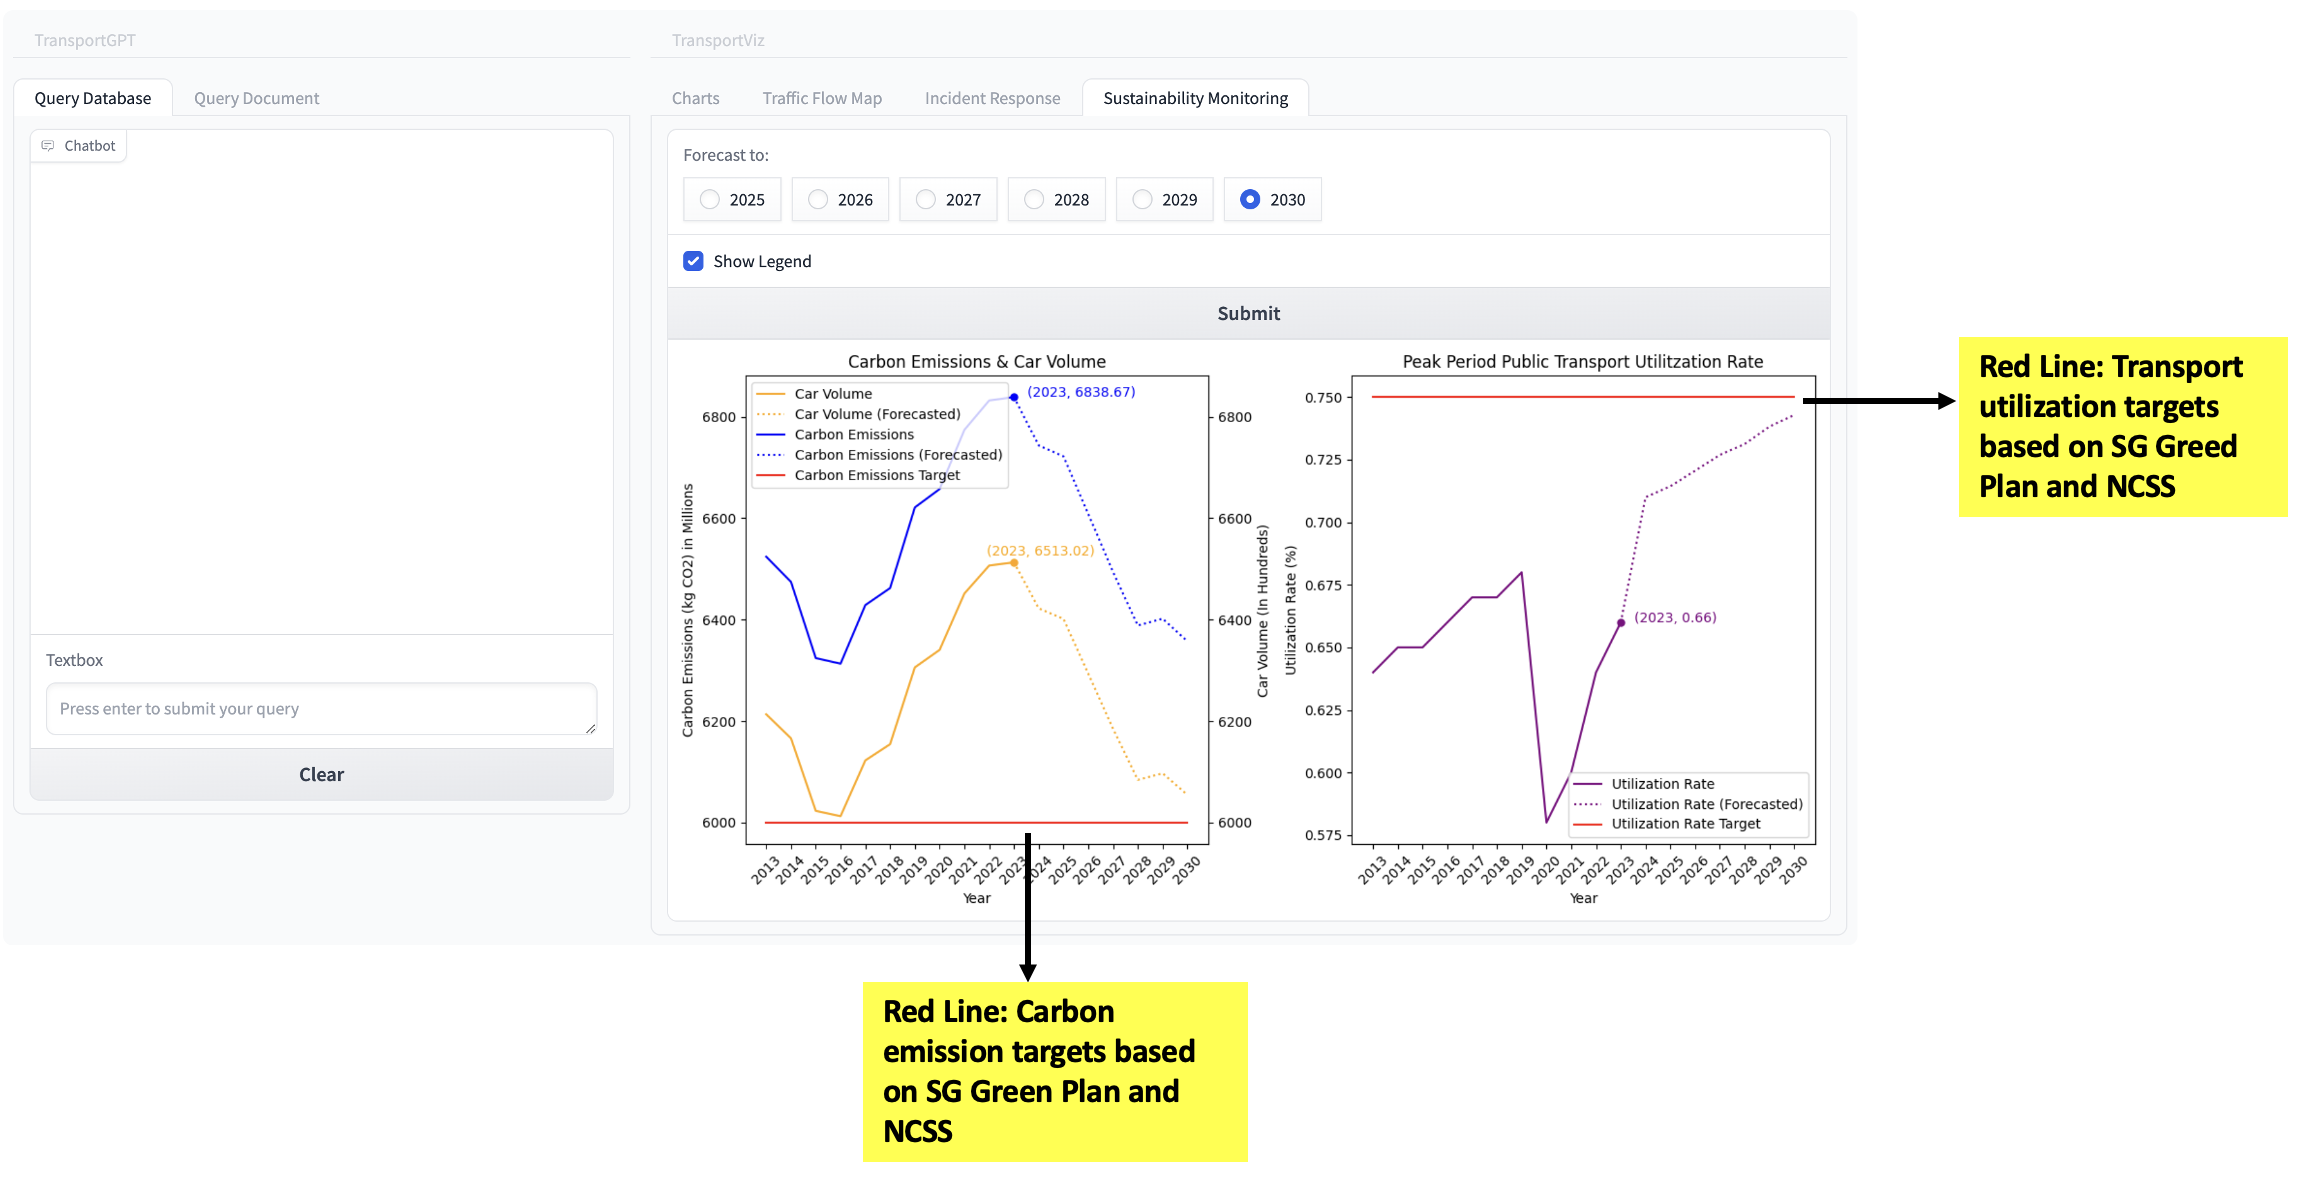 TransportGPT
TransportViz
Query Database
Query Document
Charts
Traffic Flow Map
Incident Response
Sustainability Monitoring
Chatbot
Textbox
Press enter to submit your query
Clear
Forecast to:
2025
2026
2027
2028
2029
2030
Show Legend
Submit
Carbon Emissions & Car Volume
Car Volume
Car Volume (Forecasted)
Carbon Emissions
Carbon Emissions (Forecasted)
Carbon Emissions Target
(2023, 6838.67)
(2023, 6513.02)
Carbon Emissions (kg CO2) in Millions
6800
6600
6400
6200
6000
6800
6600
6400
6200
6000
Car Volume (In Hundreds)
2013
2014
2015
2016
2017
2018
2019
2020
2021
2022
2023
2024
2025
2026
2027
2028
2029
2030
Year
Peak Period Public Transport Utilitzation Rate
Utilization Rate (%)
0.750
0.725
0.700
0.675
0.650
0.625
0.600
0.575
(2023, 0.66)
Utilization Rate
Utilization Rate (Forecasted)
Utilization Rate Target
2013
2014
2015
2016
2017
2018
2019
2020
2021
2022
2023
2024
2025
2026
2027
2028
2029
2030
Year
Red Line: Transport
utilization targets
based on SG Greed
Plan and NCSS
Red Line: Carbon
emission targets based
on SG Green Plan and
NCSS